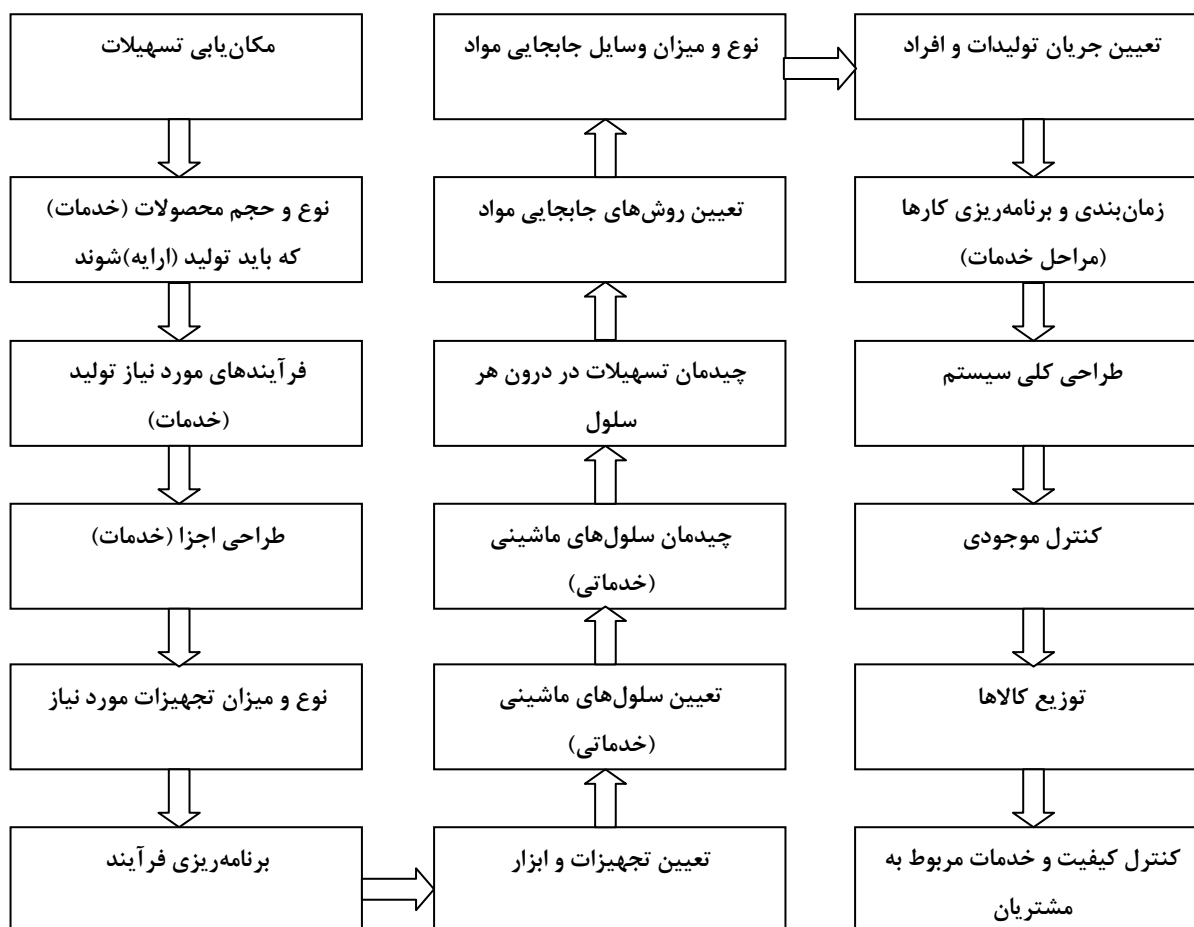 مکان‌یابی تسهیلات
نوع و حجم محصولات (خدمات)
که باید تولید (ارایه)شوند
فرآیندهای مورد نیاز تولید
(خدمات)
طراحی اجزا (خدمات)
نوع و میزان تجهیزات مورد نیاز
برنامه‌ریزی فرآیند
تعیین تجهیزات و ابزار
تعیین سلول‌های ماشینی
(خدماتی)
چیدمان سلول‌های ماشینی
(خدماتی)
چیدمان تسهیلات در درون هر
سلول
تعیین روش‌های جابجایی مواد
نوع و میزان وسایل جابجایی مواد
تعیین جریان تولیدات و افراد
زمان‌بندی و برنامه‌ریزی کارها
(مراحل خدمات)
طراحی کلی سیستم
کنترل موجودی
توزیع کالاها
کنترل کیفیت و خدمات مربوط به
مشتریان